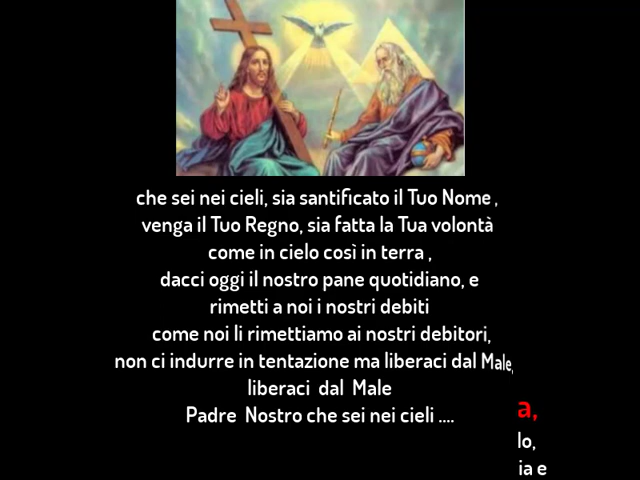 che sei nei cieli, sia santificato il Tuo Nome ,
venga il Tuo Regno, sia fatta la Tua volontà
come in cielo così in terra ,
dacci oggi il nostro pane quotidiano, e
rimetti a noi i nostri debiti
come noi li rimettiamo ai nostri debitori,
non ci indurre in tentazione ma liberaci dal Male,
liberaci dal Male
Padre Nostro che sei nei cieli ....
a,
lo,
ia e